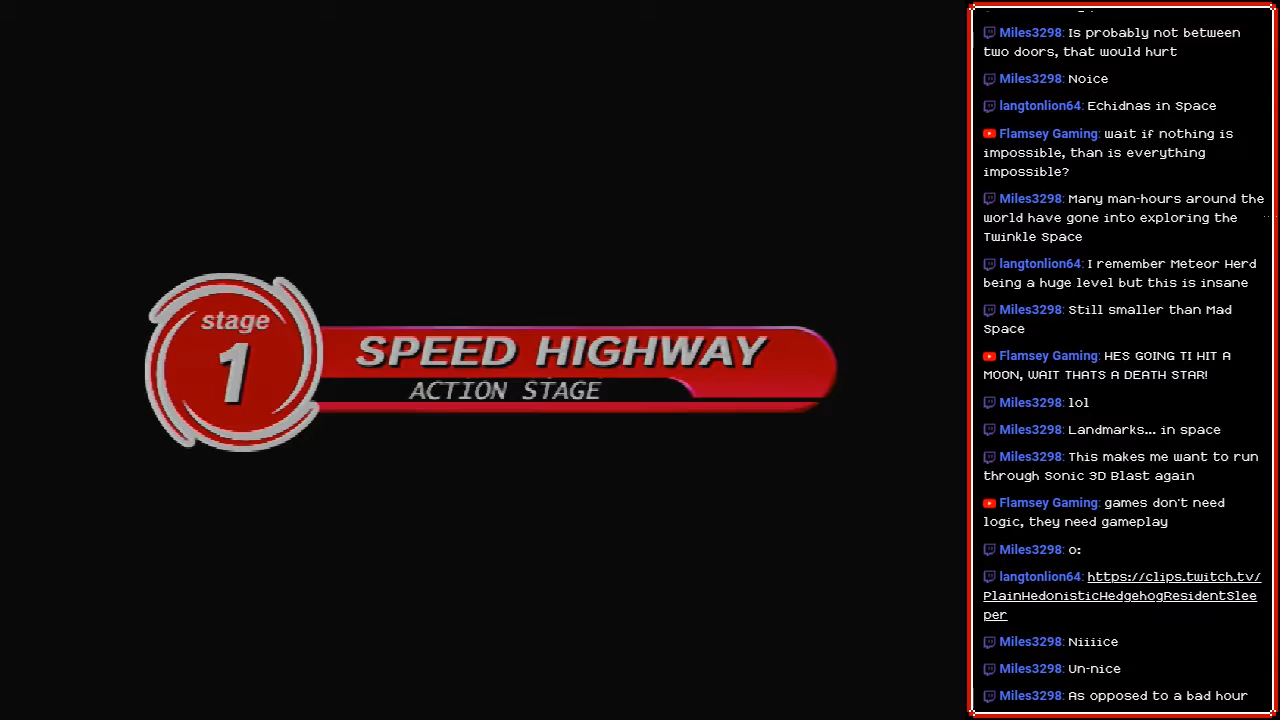 stage
1
SPEED HIGHWAY
ACTION STAGE
Miles3298: Is probably not between
two doors, that would hurt
Miles3298: Noice
langtonlion64: Echidnas in Space
Flamsey Gaming: wait if nothing is
impossible, than is everything
impossible?
Miles3298: Many man-hours around the
world have gone into exploring the
Twinkle Space
langtonlion64: I remember Meteor Herd
being a huge level but this is insane
Miles3298: Still smaller than Mad
Space
Flamsey Gaming: HES GOING TI HIT A
MOON, WAIT THATS A DEATH STAR!
Miles3298: lol
Miles3298: Landmarks... in space
Miles3298: This makes me want to run
through Sonic 3D Blast again
Flamsey Gaming: games don't need
logic, they need gameplay
Miles3298: o:
langtonlion64: https://clips.twitch.tv/
PlainHedonisticHedgehogResidentSlee
per
Miles3298: Niiiice
Miles3298: Un-nice
Miles3298: As opposed to a bad hour